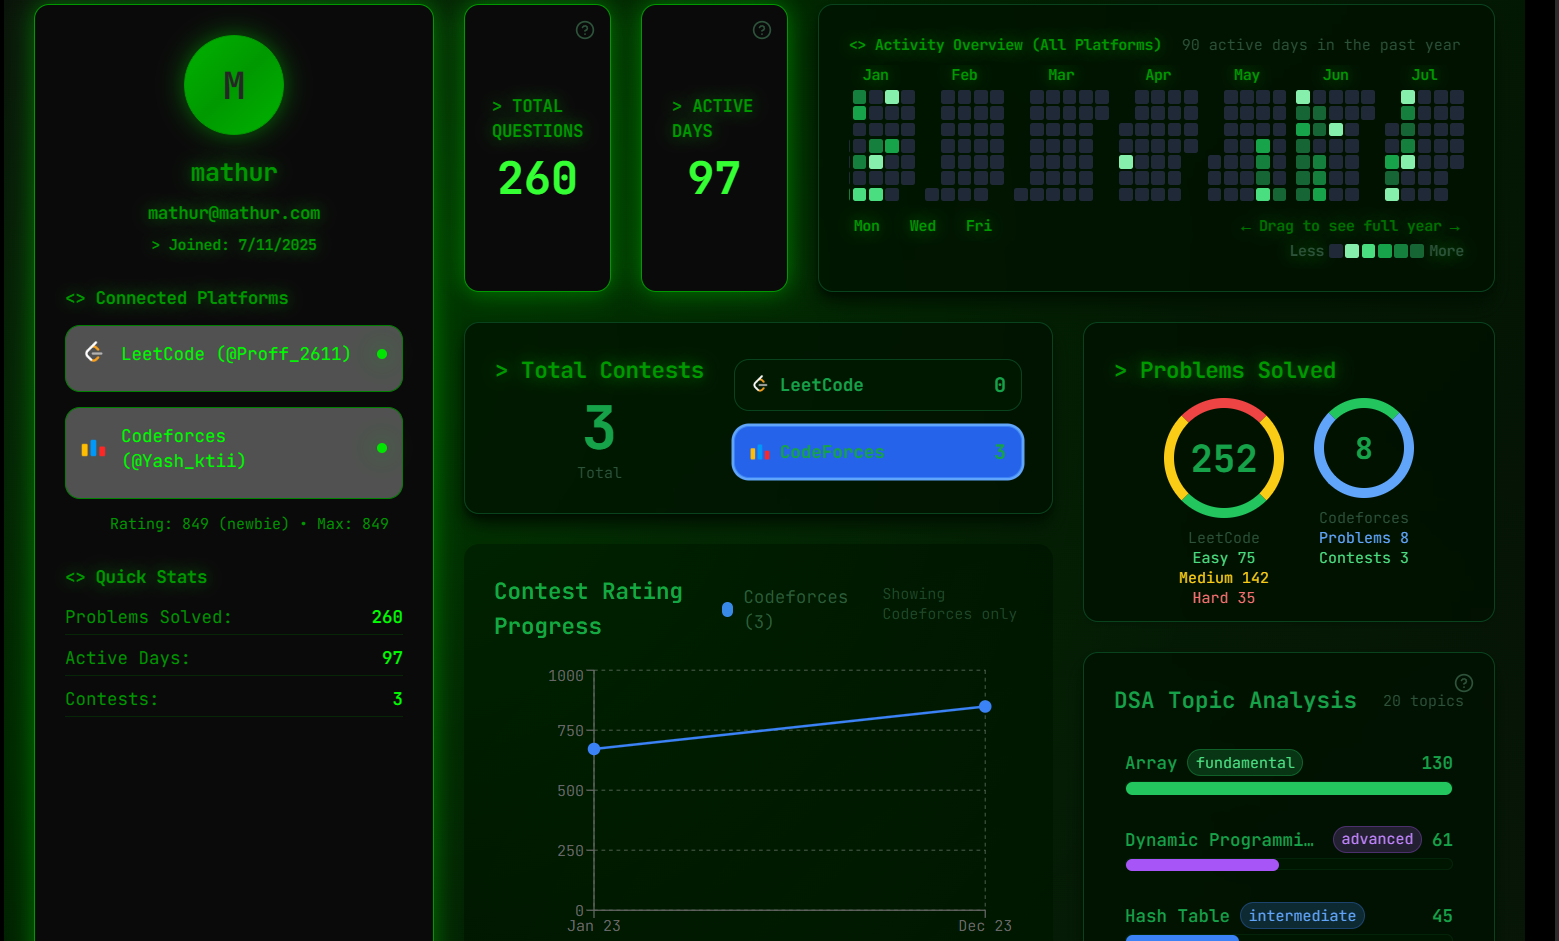 M
mathur
mathur@mathur.com
> Joined: 7/11/2025
<> Connected Platforms
LeetCode (@Proff_2611)
Codeforces
(@Yash_ktii)
Rating: 849 (newbie) • Max: 849
<> Quick Stats
Problems Solved: 260
Active Days: 97
Contests: 3
> TOTAL
QUESTIONS
260
> ACTIVE
DAYS
97
<> Activity Overview (All Platforms) 90 active days in the past year
Jan Feb Mar Apr May Jun Jul
Mon Wed Fri
← Drag to see full year →
Less More
> Total Contests
3
Total
LeetCode 0
CodeForces 3
> Problems Solved
252
LeetCode
Easy 75
Medium 142
Hard 35
8
Codeforces
Problems 8
Contests 3
Contest Rating
Progress
Codeforces
(3)
Showing
Codeforces only
1000
750
500
250
0
Jan 23 Dec 23
DSA Topic Analysis 20 topics
Array fundamental 130
Dynamic Programmi… advanced 61
Hash Table intermediate 45